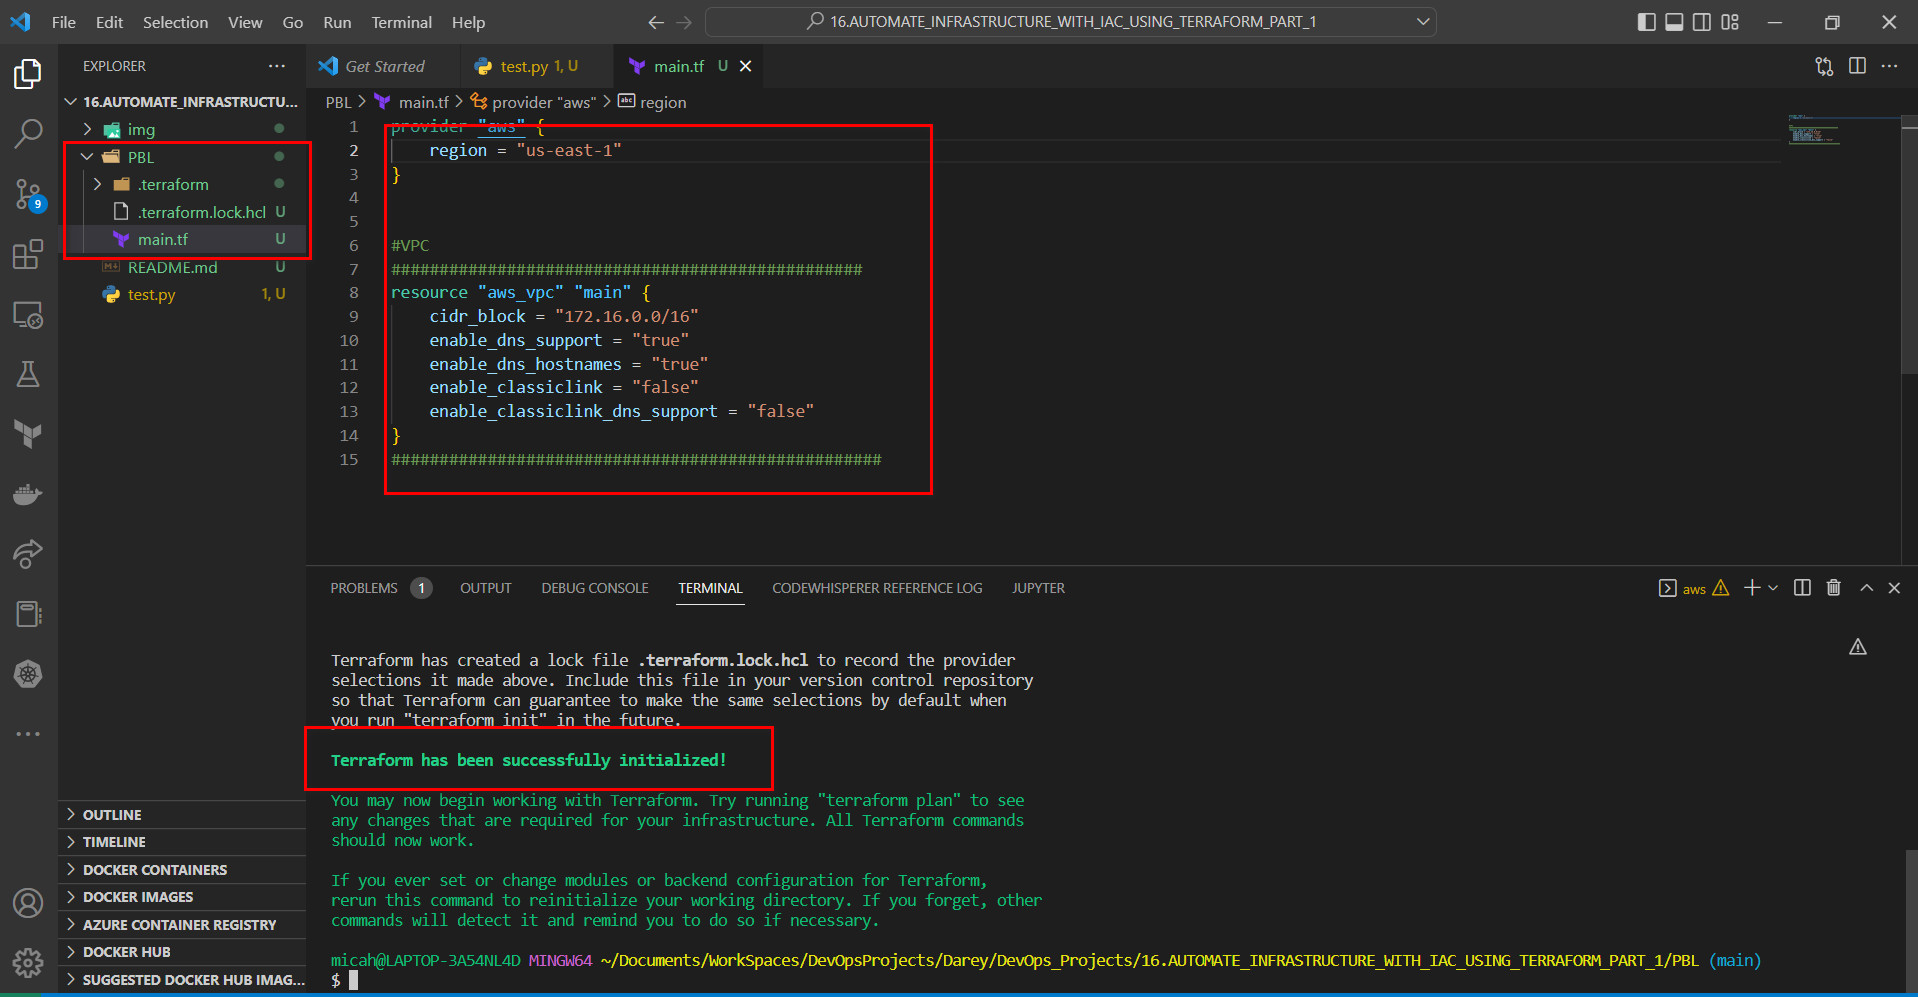 File Edit Selection View Go Run Terminal Help
16.AUTOMATE_INFRASTRUCTURE_WITH_IAC_USING_TERRAFORM_PART_1
EXPLORER
Get Started
test.py 1, U
main.tf U
16.AUTOMATE_INFRASTRUCTU...
PBL > main.tf > provider "aws" > region
img
PBL
.terraform
.terraform.lock.hcl U
main.tf U
README.md U
test.py 1, U
9
1 provider "aws" {
2 region = "us-east-1"
3 }
4
5
6 #VPC
7 #################################################
8 resource "aws_vpc" "main" {
9 cidr_block = "172.16.0.0/16"
10 enable_dns_support = "true"
11 enable_dns_hostnames = "true"
12 enable_classiclink = "false"
13 enable_classiclink_dns_support = "false"
14 }
15 ###################################################
PROBLEMS 1 OUTPUT DEBUG CONSOLE TERMINAL CODEWHISPERER REFERENCE LOG JUPYTER
aws
Terraform has created a lock file .terraform.lock.hcl to record the provider
selections it made above. Include this file in your version control repository
so that Terraform can guarantee to make the same selections by default when
you run "terraform init" in the future.
Terraform has been successfully initialized!
You may now begin working with Terraform. Try running "terraform plan" to see
any changes that are required for your infrastructure. All Terraform commands
should now work.
If you ever set or change modules or backend configuration for Terraform,
rerun this command to reinitialize your working directory. If you forget, other
commands will detect it and remind you to do so if necessary.
micah@LAPTOP-3A54NL4D MINGW64 ~/Documents/WorkSpaces/DevOpsProjects/Darey/DevOps_Projects/16.AUTOMATE_INFRASTRUCTURE_WITH_IAC_USING_TERRAFORM_PART_1/PBL (main)
$
OUTLINE
TIMELINE
DOCKER CONTAINERS
DOCKER IMAGES
AZURE CONTAINER REGISTRY
DOCKER HUB
SUGGESTED DOCKER HUB IMAG...